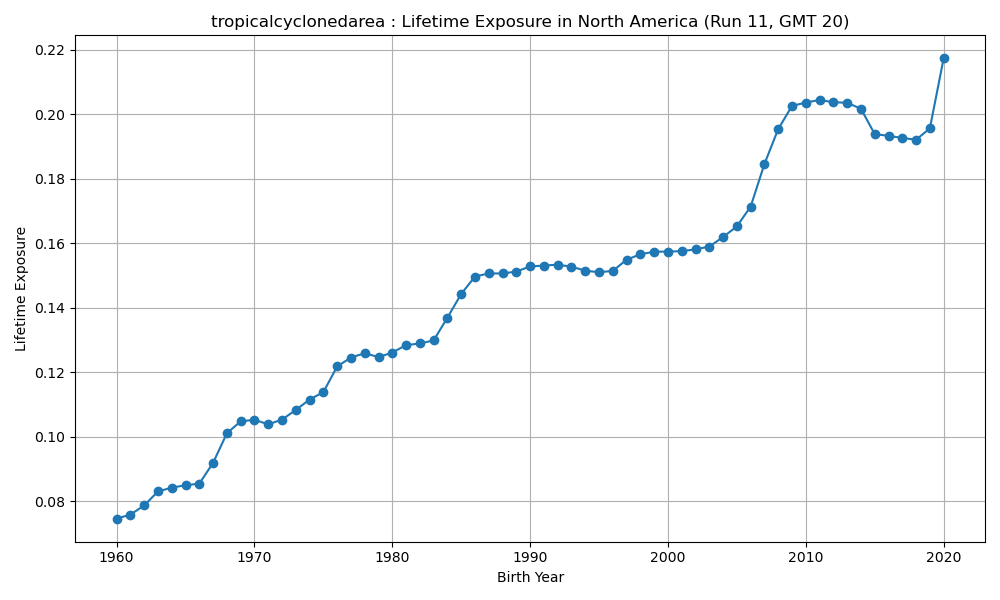 tropicalcyclonedarea : Lifetime Exposure in North America (Run 11, GMT 20)
Lifetime Exposure
0.22
0.20
0.18
0.16
0.14
0.12
0.10
0.08
1960 1970 1980 1990 2000 2010 2020
Birth Year